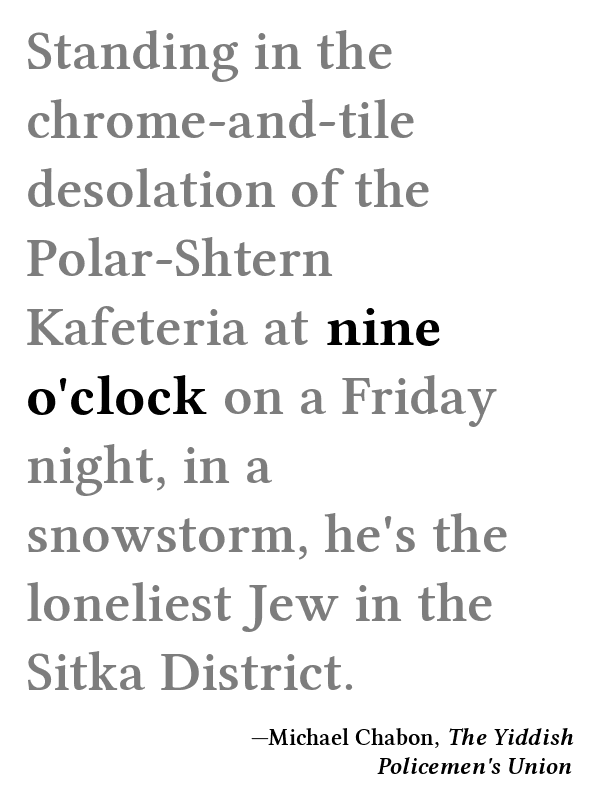 Standing in the
chrome-and-tile
desolation of the
Polar-Shtern
Kafeteria at nine
o'clock on a Friday
night, in a
snowstorm, he's the
loneliest Jew in the
Sitka District.
—Michael Chabon, The Yiddish
Policemen's Union